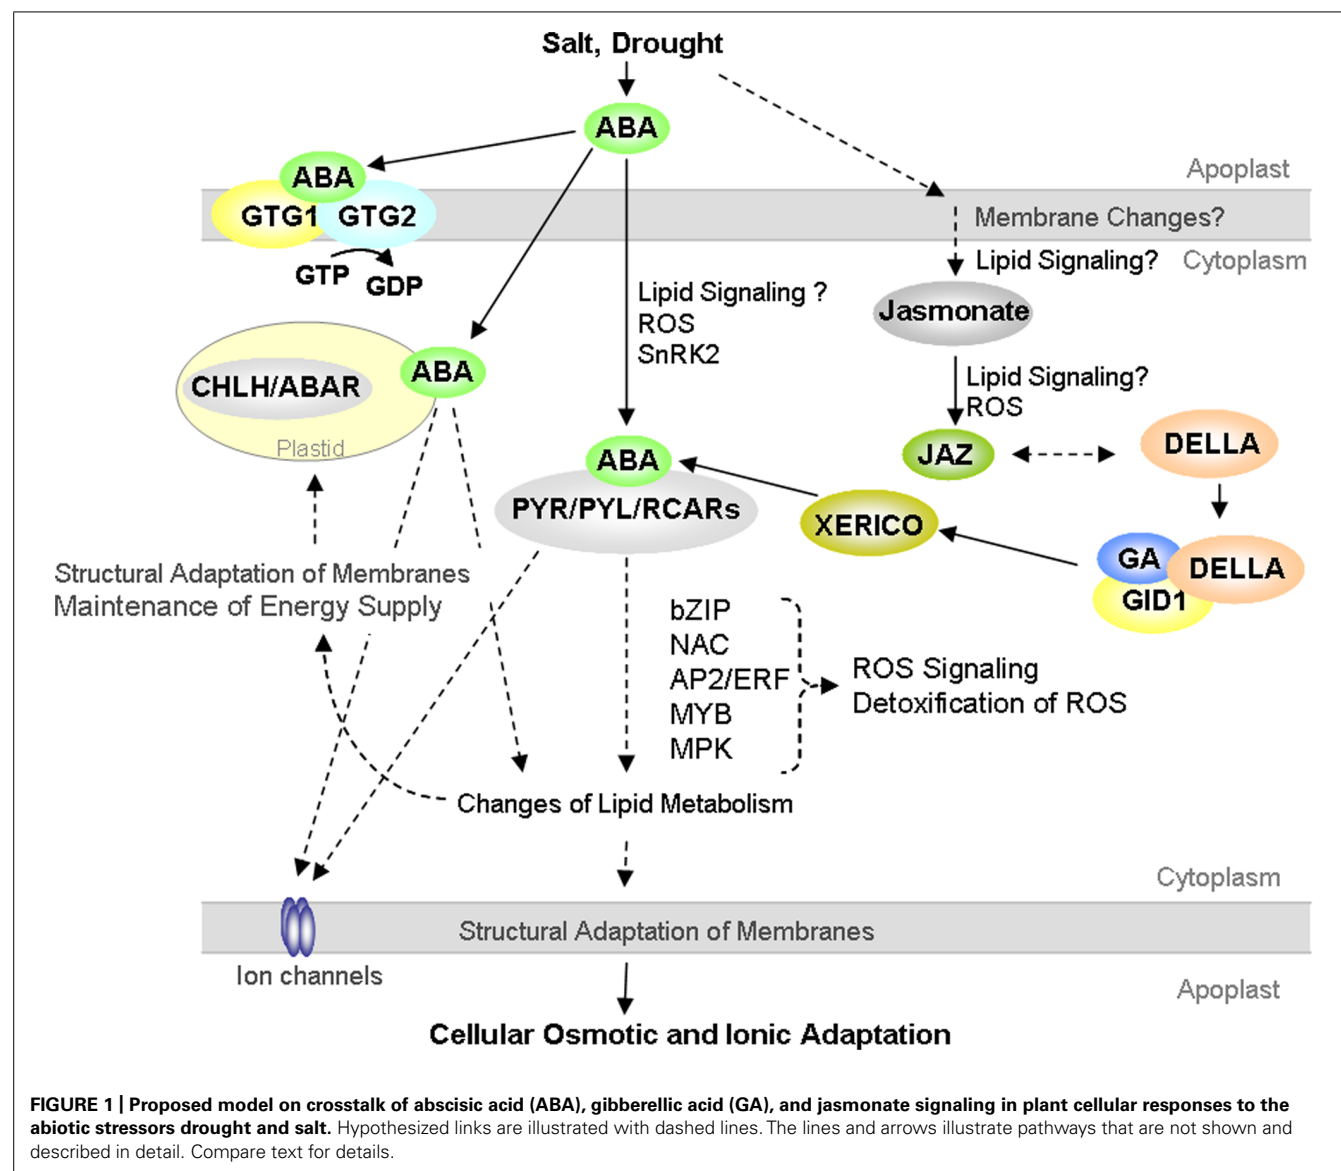 Salt, Drought
ABA
Apoplast
ABA
GTG1
GTG2
Membrane Changes?
GTP
GDP
Lipid Signaling?
Cytoplasm
Lipid Signaling ?
ROS
SnRK2
Jasmonate
CHLH/ABAR
ABA
Plastid
Lipid Signaling?
ROS
JAZ
DELLA
ABA
PYR/PYL/RCARs
XERICO
GA
DELLA
GID1
Structural Adaptation of Membranes
Maintenance of Energy Supply
bZIP
NAC
AP2/ERF
MYB
MPK
ROS Signaling
Detoxification of ROS
Changes of Lipid Metabolism
Cytoplasm
Structural Adaptation of Membranes
Ion channels
Apoplast
Cellular Osmotic and Ionic Adaptation
FIGURE 1 | Proposed model on crosstalk of abscisic acid (ABA), gibberellic acid (GA), and jasmonate signaling in plant cellular responses to the
abiotic stressors drought and salt. Hypothesized links are illustrated with dashed lines. The lines and arrows illustrate pathways that are not shown and
described in detail. Compare text for details.